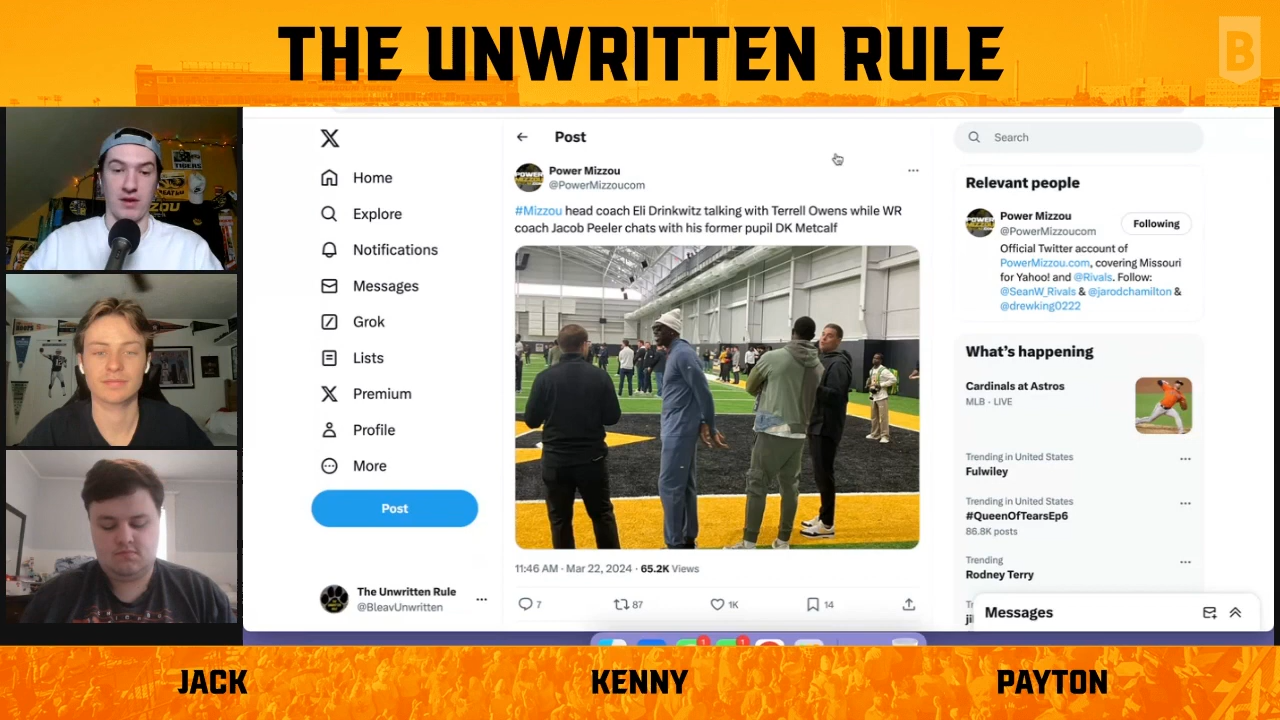 THE UNWRITTEN RULE
B
TIGERS
Post
Power Mizzou
@PowerMizzoucom
#Mizzou head coach Eli Drinkwitz talking with Terrell Owens while WR
coach Jacob Peeler chats with his former pupil DK Metcalf
11:46 AM · Mar 22, 2024 · 65.2K Views
7
87
1K
14
Home
Explore
Notifications
Messages
Grok
Lists
Premium
Profile
More
Post
The Unwritten Rule
@BleavUnwritten
Search
Relevant people
Power Mizzou
@PowerMizzoucom
Following
Official Twitter account of
PowerMizzou.com, covering Missouri
for Yahoo! and @Rivals. Follow:
@SeanW_Rivals & @jarodchamilton &
@drewking0222
What's happening
Cardinals at Astros
MLB · LIVE
Trending in United States
Fulwiley
Trending in United States
#QueenOfTearsEp6
86.8K posts
Trending
Rodney Terry
Messages
1
1
JACK
KENNY
PAYTON